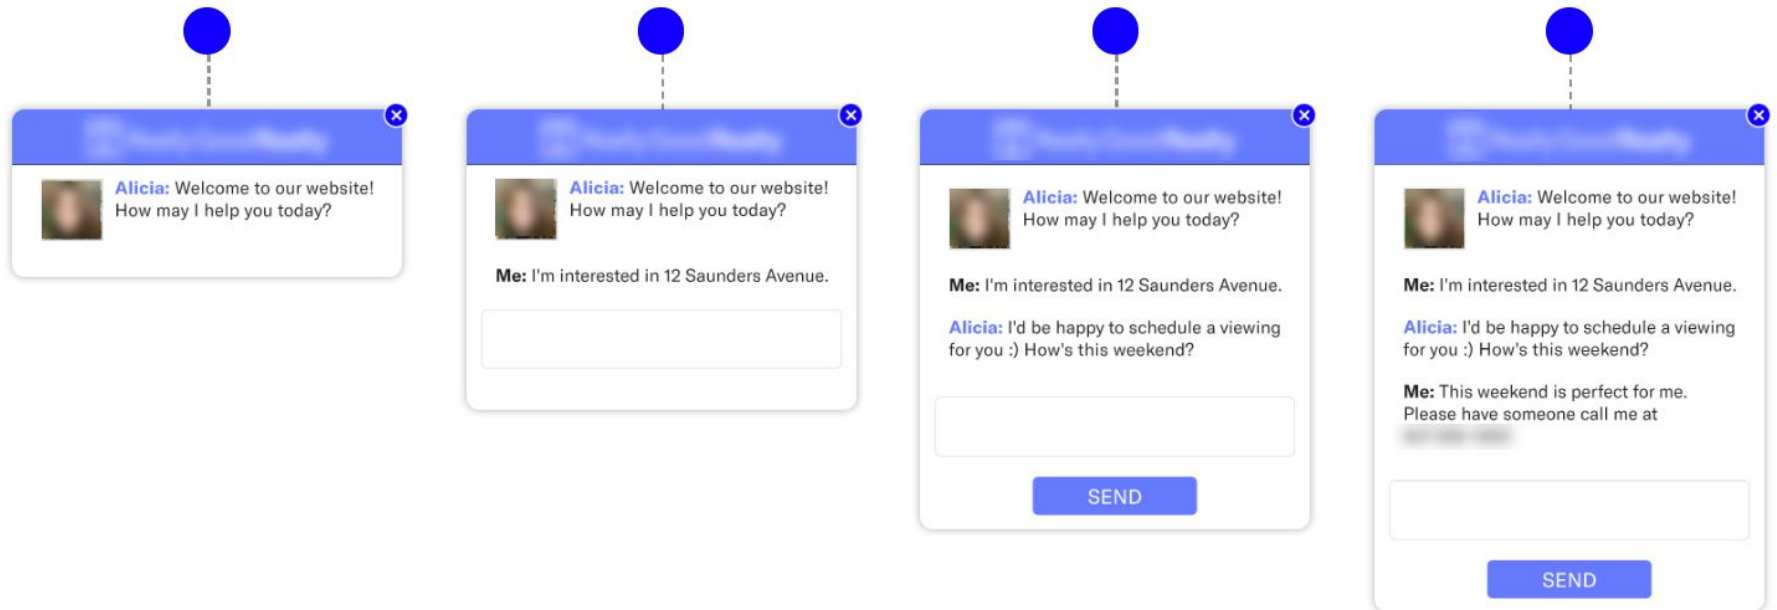 Alicia: Welcome to our website!
How may I help you today?
Alicia: Welcome to our website!
How may I help you today?
Me: I'm interested in 12 Saunders Avenue.
Alicia: Welcome to our website!
How may I help you today?
Me: I'm interested in 12 Saunders Avenue.
Alicia: I'd be happy to schedule a viewing
for you :) How's this weekend?
SEND
Alicia: Welcome to our website!
How may I help you today?
Me: I'm interested in 12 Saunders Avenue.
Alicia: I'd be happy to schedule a viewing
for you :) How's this weekend?
Me: This weekend is perfect for me.
Please have someone call me at
SEND